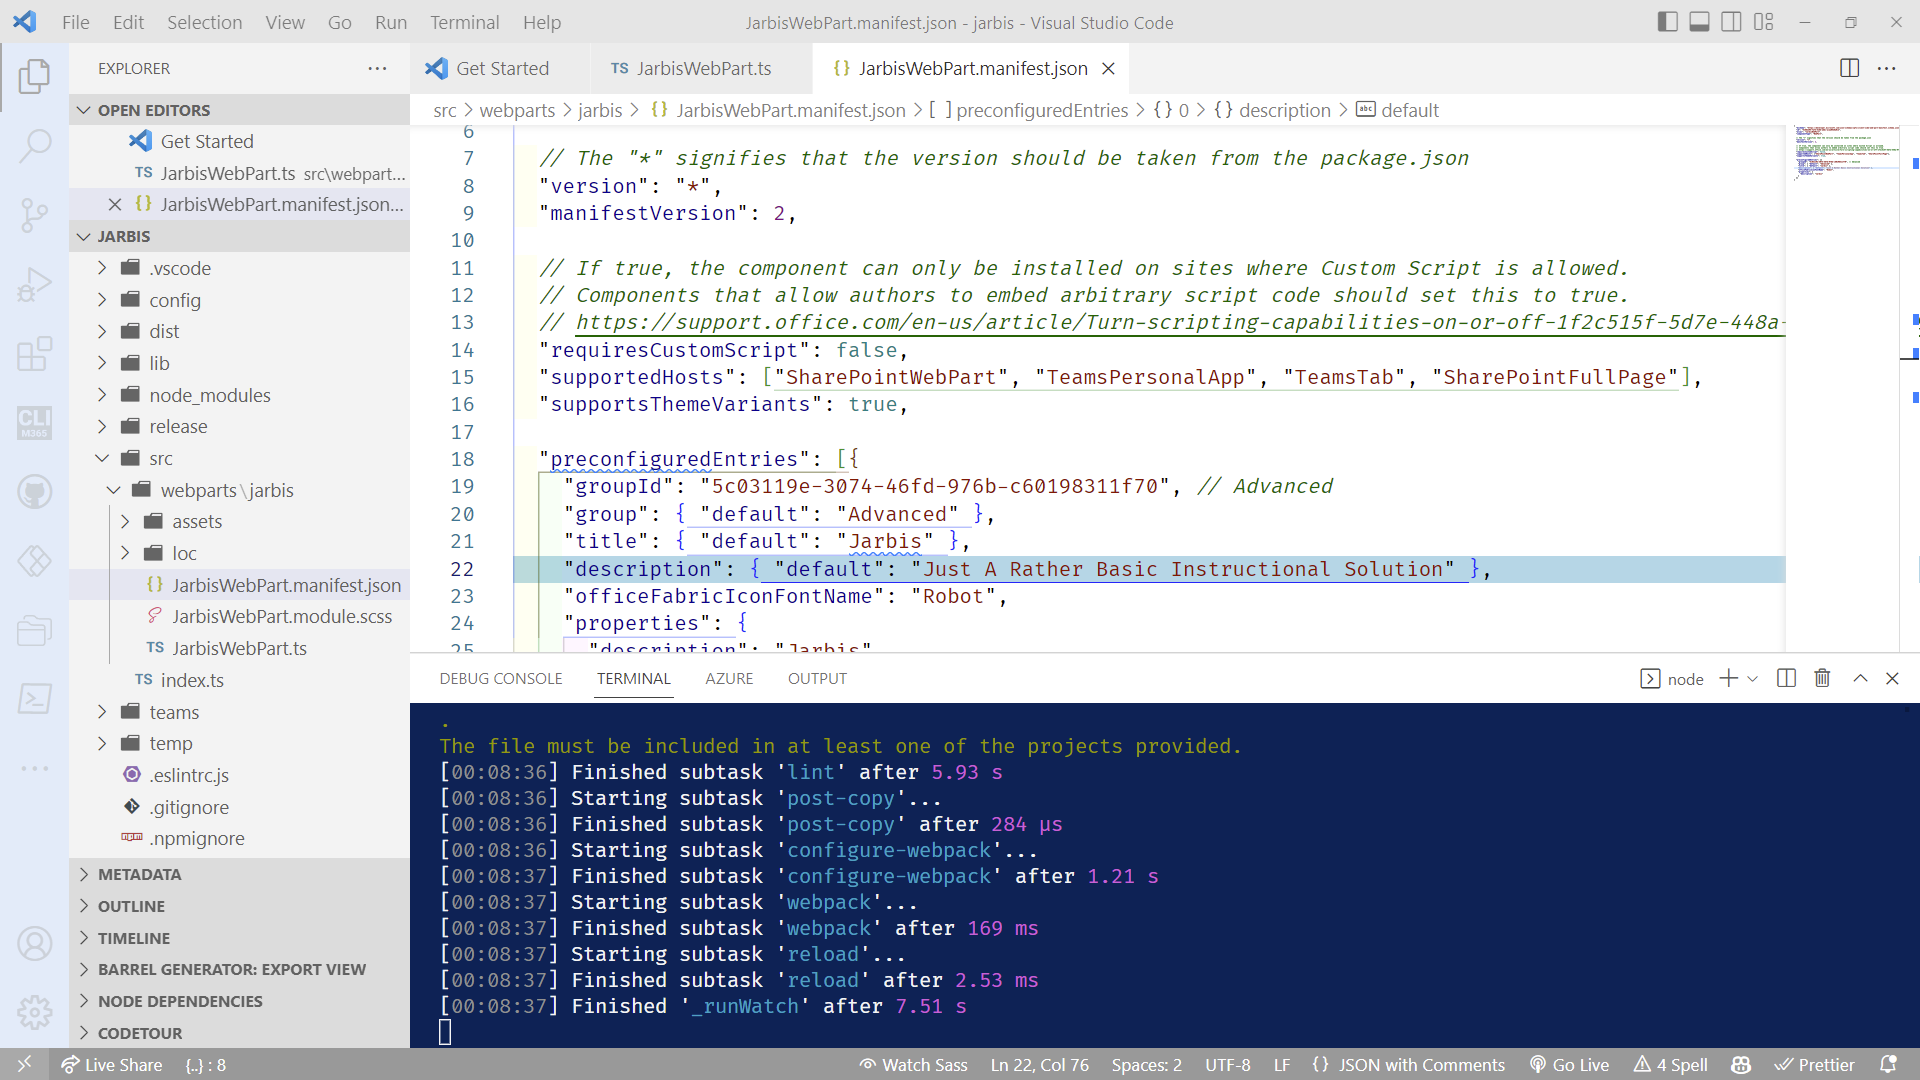 File Edit Selection View Go Run Terminal Help
JarbisWebPart.manifest.json - jarbis - Visual Studio Code
EXPLORER
OPEN EDITORS
Get Started
TS JarbisWebPart.ts src\webpart...
{} JarbisWebPart.manifest.json...
JARBIS
.vscode
config
dist
lib
node_modules
release
src
webparts\jarbis
assets
loc
{} JarbisWebPart.manifest.json
JarbisWebPart.module.scss
TS JarbisWebPart.ts
TS index.ts
teams
temp
.eslintrc.js
.gitignore
.npmignore
METADATA
OUTLINE
TIMELINE
BARREL GENERATOR: EXPORT VIEW
NODE DEPENDENCIES
CODETOUR
CLI
M365
Get Started
TS JarbisWebPart.ts
{} JarbisWebPart.manifest.json
src > webparts > jarbis > {} JarbisWebPart.manifest.json > [ ] preconfiguredEntries > {} 0 > {} description > abc default
6
7 // The "*" signifies that the version should be taken from the package.json
8 "version": "*",
9 "manifestVersion": 2,
10
11 // If true, the component can only be installed on sites where Custom Script is allowed.
12 // Components that allow authors to embed arbitrary script code should set this to true.
13 // https://support.office.com/en-us/article/Turn-scripting-capabilities-on-or-off-1f2c515f-5d7e-448a-
14 "requiresCustomScript": false,
15 "supportedHosts": ["SharePointWebPart", "TeamsPersonalApp", "TeamsTab", "SharePointFullPage"],
16 "supportsThemeVariants": true,
17
18 "preconfiguredEntries": [{
19 "groupId": "5c03119e-3074-46fd-976b-c60198311f70", // Advanced
20 "group": { "default": "Advanced" },
21 "title": { "default": "Jarbis" },
22 "description": { "default": "Just A Rather Basic Instructional Solution" },
23 "officeFabricIconFontName": "Robot",
24 "properties": {
25 "description": "Jarbis"
DEBUG CONSOLE TERMINAL AZURE OUTPUT
node
.
The file must be included in at least one of the projects provided.
[00:08:36] Finished subtask 'lint' after 5.93 s
[00:08:36] Starting subtask 'post-copy'...
[00:08:36] Finished subtask 'post-copy' after 284 μs
[00:08:36] Starting subtask 'configure-webpack'...
[00:08:37] Finished subtask 'configure-webpack' after 1.21 s
[00:08:37] Starting subtask 'webpack'...
[00:08:37] Finished subtask 'webpack' after 169 ms
[00:08:37] Starting subtask 'reload'...
[00:08:37] Finished subtask 'reload' after 2.53 ms
[00:08:37] Finished '_runWatch' after 7.51 s
Live Share {..} : 8
Watch Sass Ln 22, Col 76 Spaces: 2 UTF-8 LF {} JSON with Comments Go Live 4 Spell Prettier